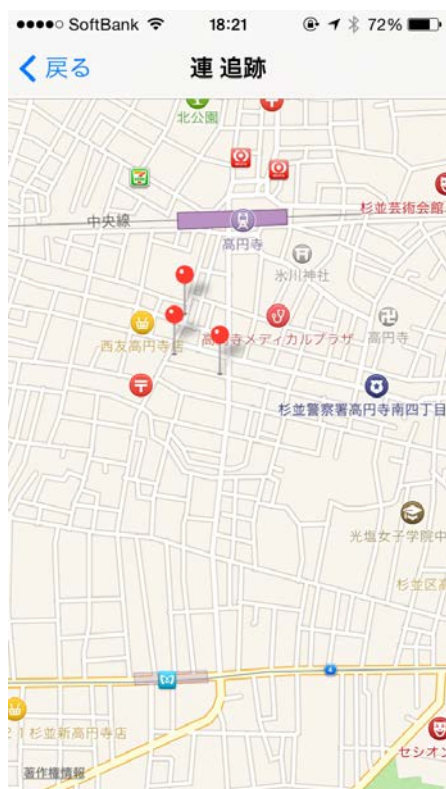 SoftBank 18:21 72%
戻る 連 追跡
北公園
杉並芸術会館
中央線
高円寺
氷川神社
西友高円寺店
高円寺メディカルプラザ
高円寺
杉並警察署高円寺南四丁目
光塩女子学院中
杉並区高
4
21杉並新高円寺店
セシオン
著作権情報